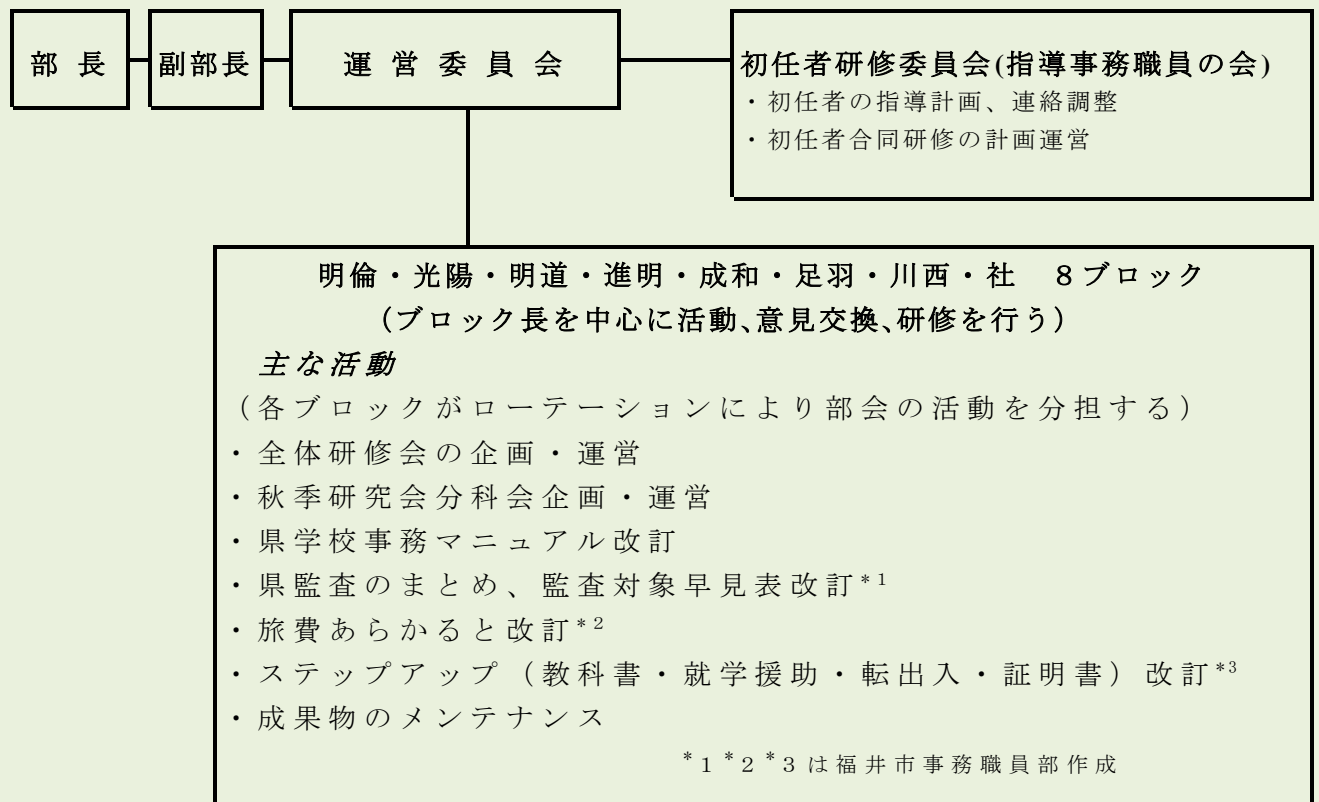 部長
副部長
運営委員会
初任者研修委員会(指導事務職員の会)
・初任者の指導計画、連絡調整
・初任者合同研修の計画運営
明倫・光陽・明道・進明・成和・足羽・川西・社　８ブロック
（ブロック長を中心に活動、意見交換、研修を行う）
主な活動
（各ブロックがローテーションにより部会の活動を分担する）
・全体研修会の企画・運営
・秋季研究会分科会企画・運営
・県学校事務マニュアル改訂
・県監査のまとめ、監査対象早見表改訂*1
・旅費あらかると改訂*2
・ステップアップ（教科書・就学援助・転出入・証明書）改訂*3
・成果物のメンテナンス
*1 *2 *3は福井市事務職員部作成